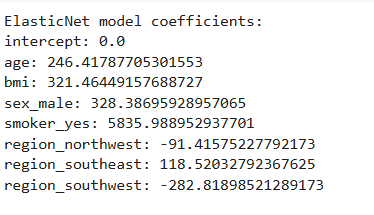 ElasticNet model coefficients:
intercept: 0.0
age: 246.41787705301553
bmi: 321.46449157688727
sex_male: 328.38695928957065
smoker_yes: 5835.988952937701
region_northwest: -91.41575227792173
region_southeast: 118.52032792367625
region_southwest: -282.81898521289173